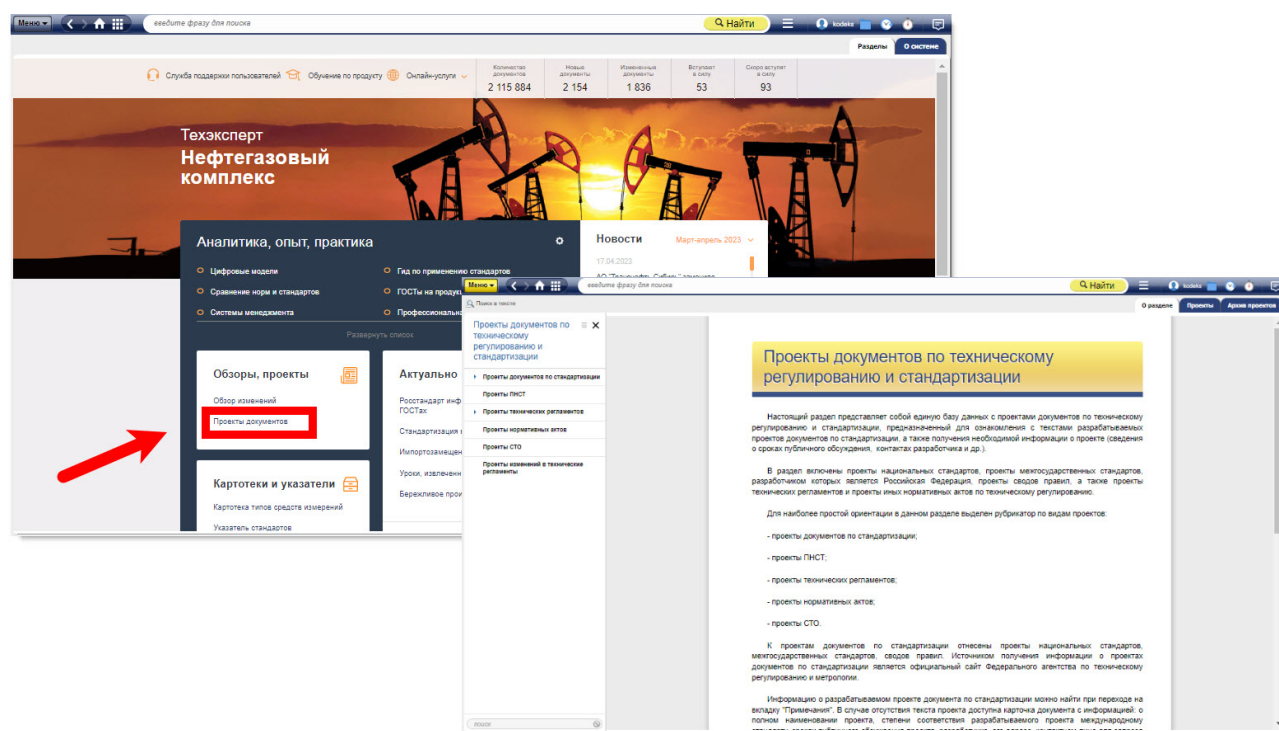 Меню
введите фразу для поиска
Найти
kodeks
Разделы
О системе
Служба поддержки пользователей
Обучение по продукту
Онлайн-услуги
Количество документов
2 115 884
Новые документы
2 154
Измененные документы
1 836
Вступают в силу
53
Скоро вступят в силу
93
Техэксперт
Нефтегазовый
комплекс
Аналитика, опыт, практика
Цифровые модели
Сравнение норм и стандартов
Системы менеджмента
Гид по применению стандартов
ГОСТы на продук
Профессиональна
Развернуть список
Новости
Март-апрель 2023
17.04.2023
Обзоры, проекты
Обзор изменений
Проекты документов
Актуально
Росстандарт инф
ГОСТах
Стандартизация
Импортозамещен
Уроки, извлеченн
Бережливое прои
Картотеки и указатели
Картотека типов средств измерений
Указатель стандартов
Меню
введите фразу для поиска
Найти
kodeks
Поиск в тексте
О разделе
Проекты
Архив проектов
Проекты документов по
техническому
регулированию и
стандартизации
Проекты документов по стандартизации
Проекты ПНСТ
Проекты технических регламентов
Проекты нормативных актов
Проекты СТО
Проекты изменений в технические
регламенты
поиск
Проекты документов по техническому
регулированию и стандартизации
Настоящий раздел представляет собой единую базу данных с проектами документов по техническому
регулированию и стандартизации, предназначенный для ознакомления с текстами разрабатываемых
проектов документов по стандартизации, а также получения необходимой информации о проекте (сведения
о сроках публичного обсуждения, контактах разработчика и др.).
В раздел включены проекты национальных стандартов, проекты межгосударственных стандартов,
разработчиком которых является Российская Федерация, проекты сводов правил, а также проекты
технических регламентов и проекты иных нормативных актов по техническому регулированию.
Для наиболее простой ориентации в данном разделе выделен рубрикатор по видам проектов:
- проекты документов по стандартизации;
- проекты ПНСТ;
- проекты технических регламентов;
- проекты нормативных актов;
- проекты СТО.
К проектам документов по стандартизации отнесены проекты национальных стандартов,
межгосударственных стандартов, сводов правил. Источником получения информации о проектах
документов по стандартизации является официальный сайт Федерального агентства по техническому
регулированию и метрологии.
Информацию о разрабатываемом проекте документа по стандартизации можно найти при переходе на
вкладку "Примечания". В случае отсутствия текста проекта доступна карточка документа с информацией: о
полном наименовании проекта, степени соответствия разрабатываемого проекта международному